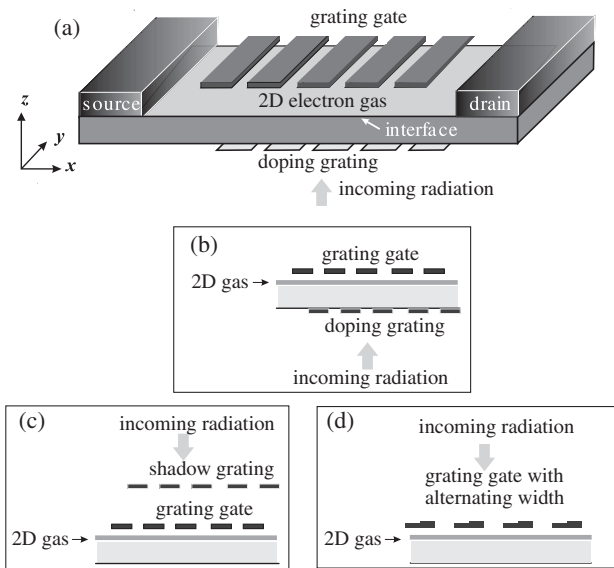 (a)
grating gate
source
2D electron gas
drain
interface
z
y
x
doping grating
incoming radiation
(b)
grating gate
2D gas
doping grating
incoming radiation
(c)
incoming radiation
shadow grating
grating gate
2D gas
(d)
incoming radiation
grating gate with
alternating width
2D gas